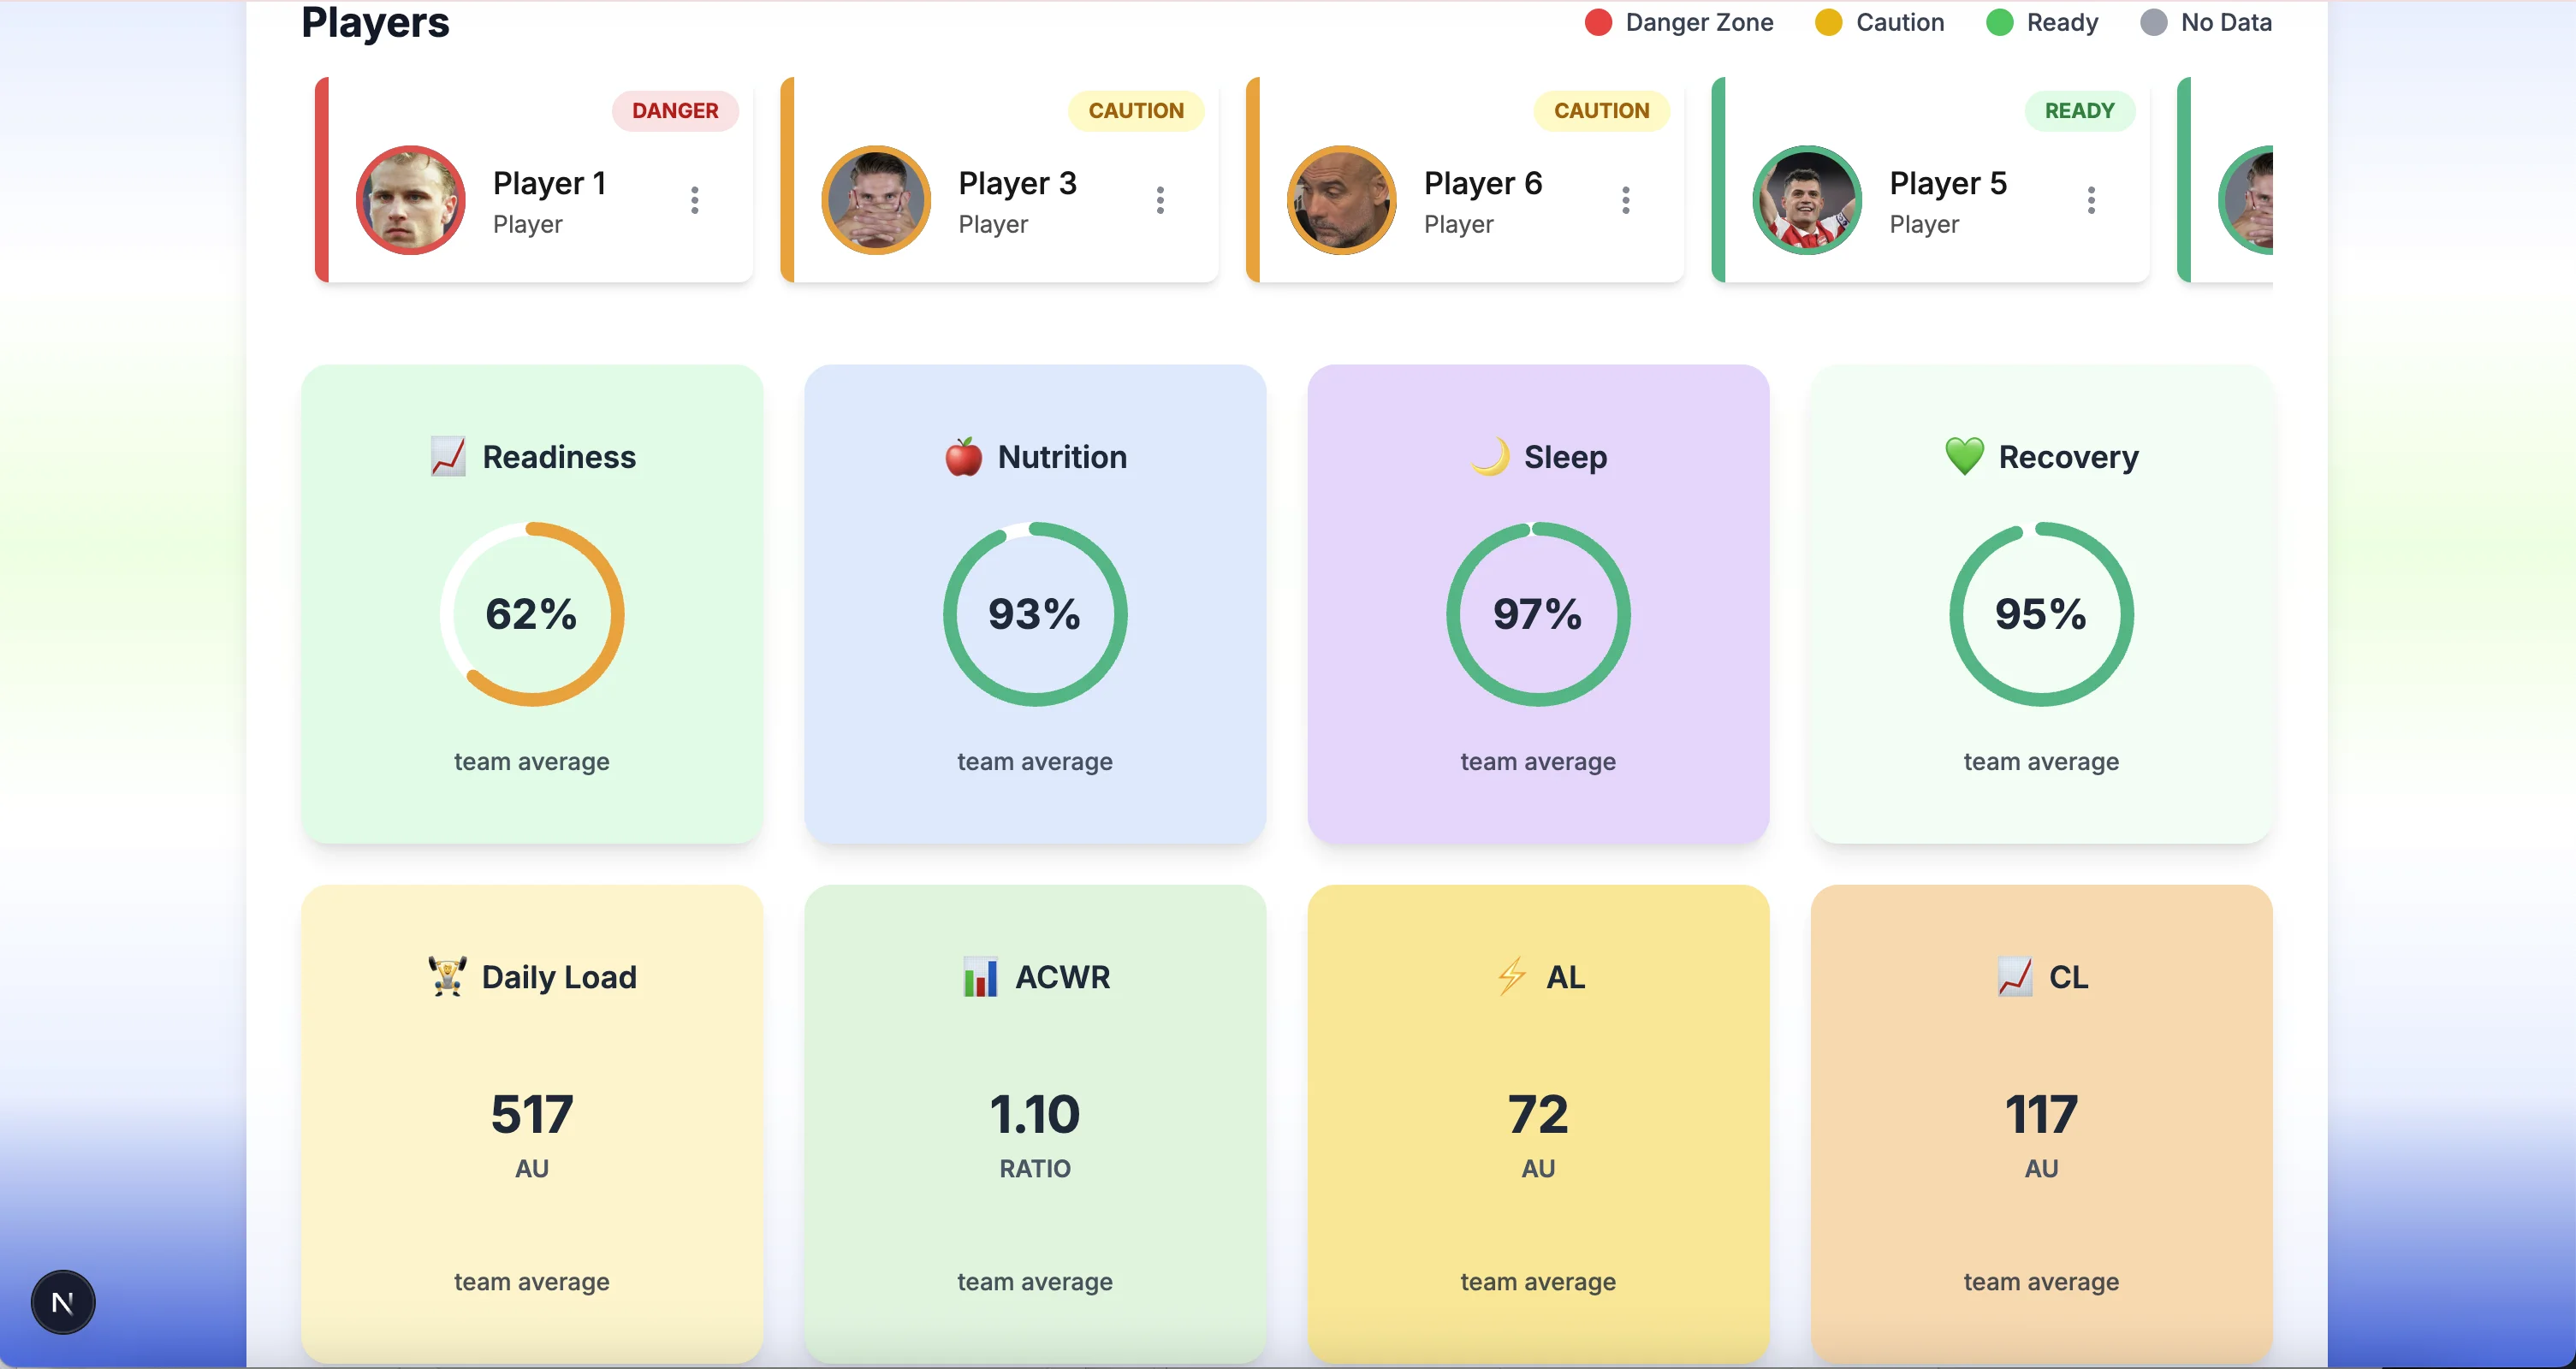 Players
Danger Zone
Caution
Ready
No Data
DANGER
Player 1
Player
CAUTION
Player 3
Player
CAUTION
Player 6
Player
READY
Player 5
Player
Readiness
62%
team average
Nutrition
93%
team average
Sleep
97%
team average
Recovery
95%
team average
Daily Load
517
AU
team average
ACWR
1.10
RATIO
team average
AL
72
AU
team average
CL
117
AU
team average
N